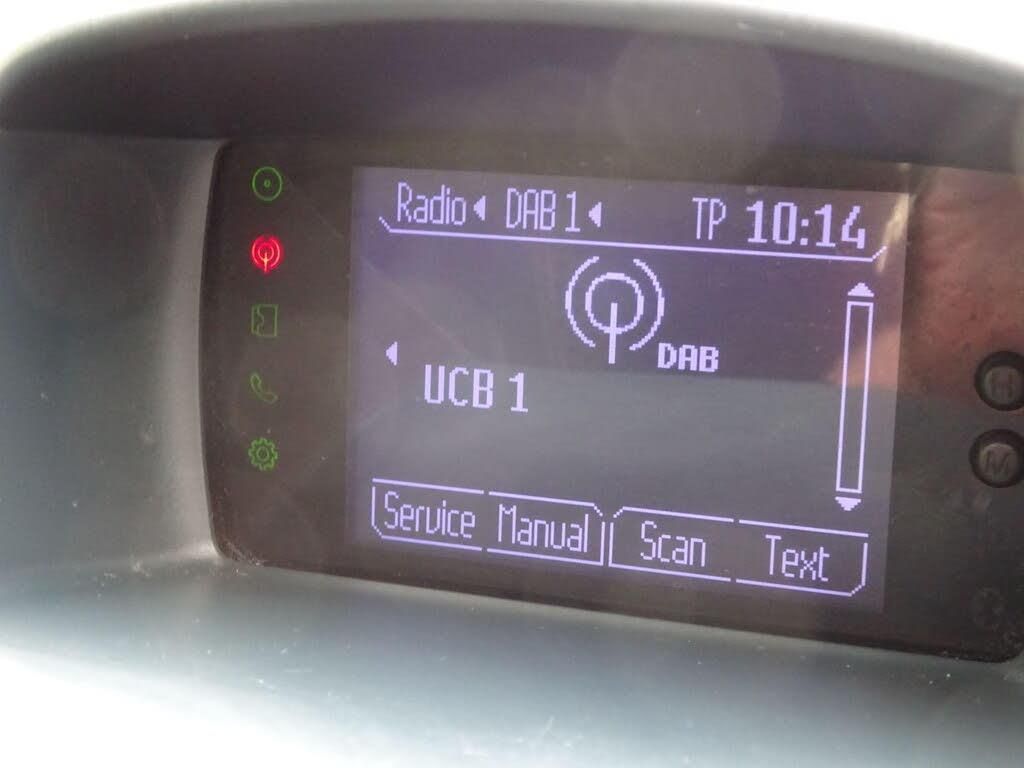 Radio DAB 1 TP 10:14
DAB
UCB 1
Service Manual Scan Text
H
M